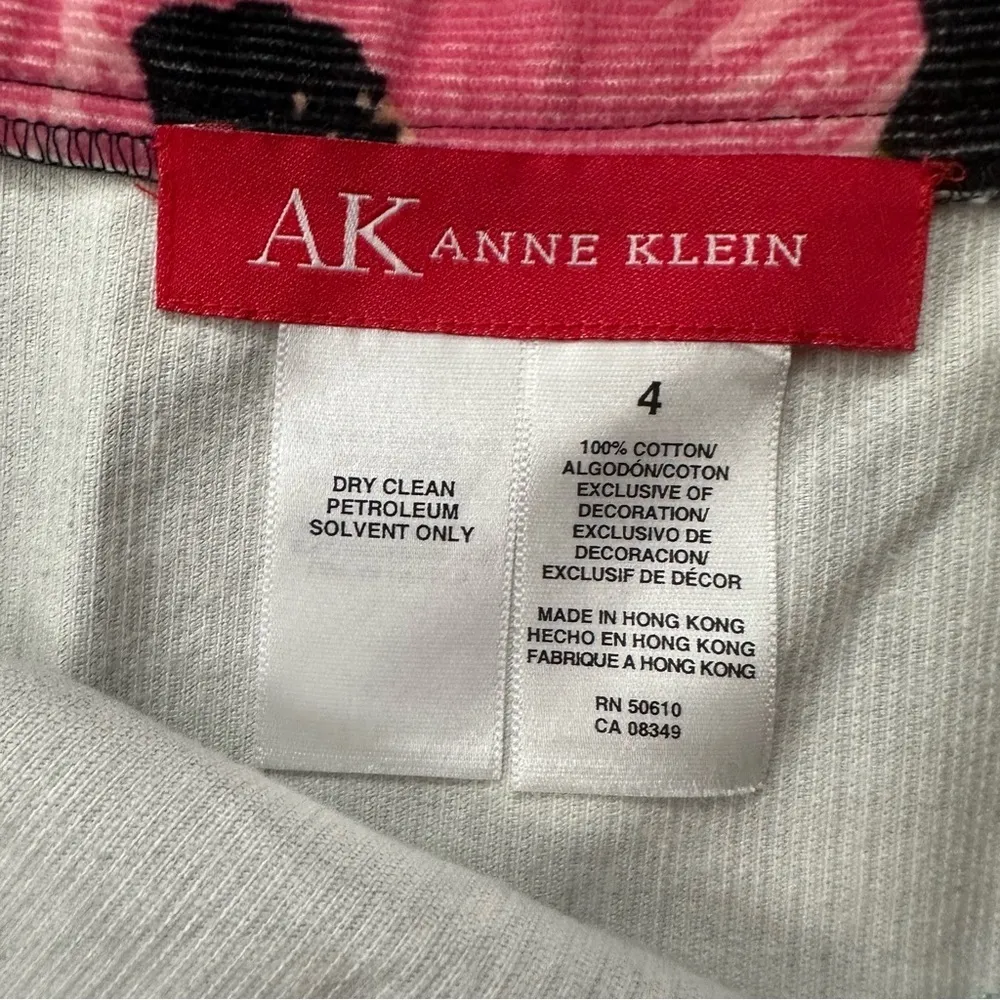 AK ANNE KLEIN
DRY CLEAN
PETROLEUM
SOLVENT ONLY
4
100% COTTON/
ALGODÓN/COTON
EXCLUSIVE OF
DECORATION/
EXCLUSIVO DE
DECORACION/
EXCLUSIF DE DÉCOR
MADE IN HONG KONG
HECHO EN HONG KONG
FABRIQUE A HONG KONG
RN 50610
CA 08349